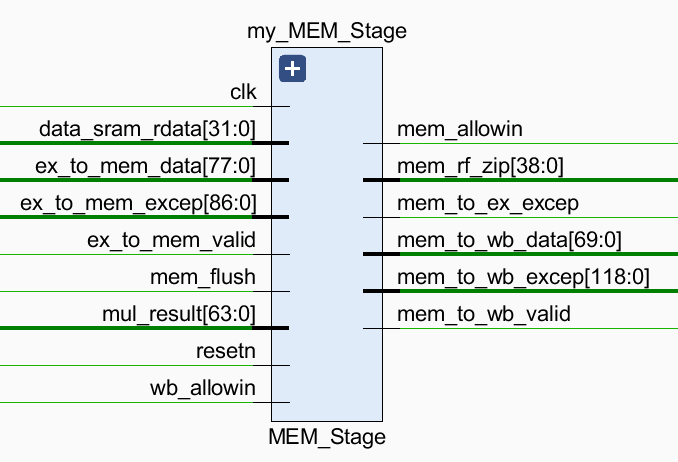 my_MEM_Stage
clk
data_sram_rdata[31:0]
ex_to_mem_data[77:0]
ex_to_mem_excep[86:0]
ex_to_mem_valid
mem_flush
mul_result[63:0]
resetn
wb_allowin
mem_allowin
mem_rf_zip[38:0]
mem_to_ex_excep
mem_to_wb_data[69:0]
mem_to_wb_excep[118:0]
mem_to_wb_valid
MEM_Stage